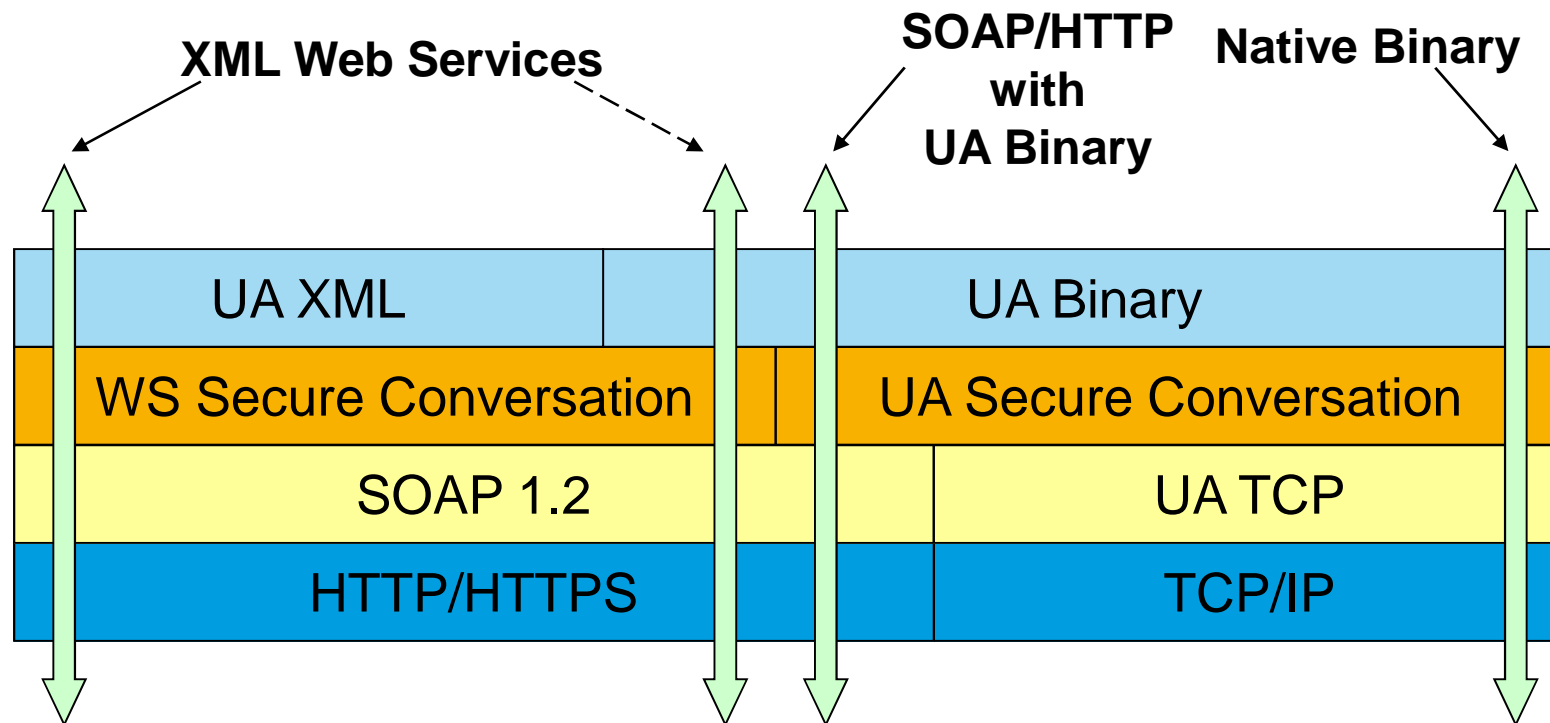 XML Web Services
SOAP/HTTP
with
UA Binary
Native Binary
UA XML
UA Binary
WS Secure Conversation
UA Secure Conversation
SOAP 1.2
UA TCP
HTTP/HTTPS
TCP/IP